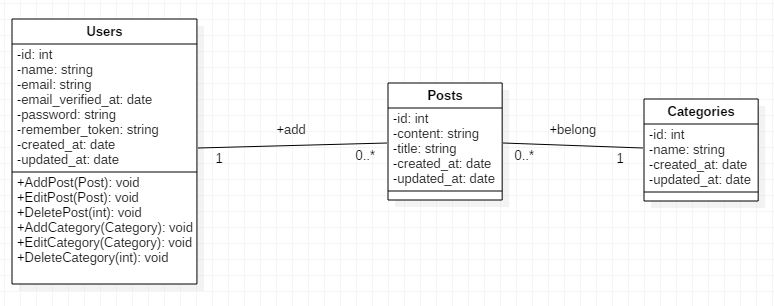 Users
-id: int
-name: string
-email: string
-email_verified_at: date
-password: string
-remember_token: string
-created_at: date
-updated_at: date
+AddPost(Post): void
+EditPost(Post): void
+DeletePost(int): void
+AddCategory(Category): void
+EditCategory(Category): void
+DeleteCategory(int): void
+add
1
0..*
Posts
-id: int
-content: string
-title: string
-created_at: date
-updated_at: date
+belong
0..*
1
Categories
-id: int
-name: string
-created_at: date
-updated_at: date